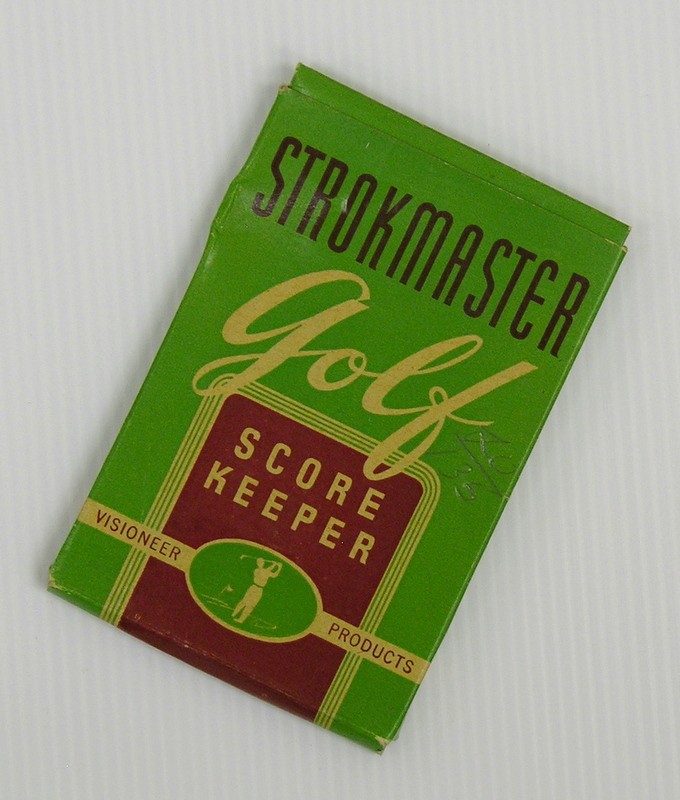 STROKMASTER
golf
SCORE
KEEPER
VISIONEER PRODUCTS